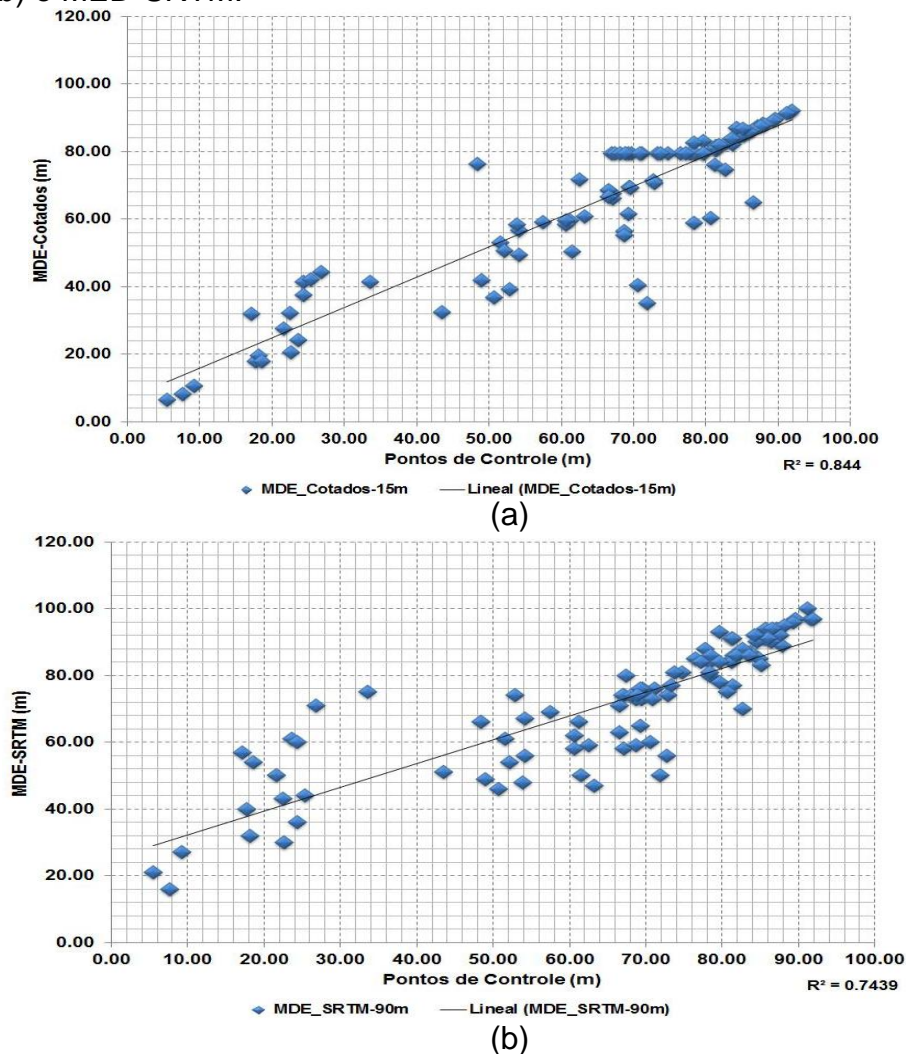 120.00
100.00
80.00
60.00
40.00
20.00
0.00
MDE-Cotados (m)
0.00 10.00 20.00 30.00 40.00 50.00 60.00 70.00 80.00 90.00 100.00
Pontos de Controle (m)
R² = 0.844
MDE_Cotados-15m Lineal (MDE_Cotados-15m)
(a)
120.00
100.00
80.00
60.00
40.00
20.00
0.00
MDE-SRTM (m)
0.00 10.00 20.00 30.00 40.00 50.00 60.00 70.00 80.00 90.00 100.00
Pontos de Controle (m)
R² = 0.7439
MDE_SRTM-90m Lineal (MDE_SRTM-90m)
(b)